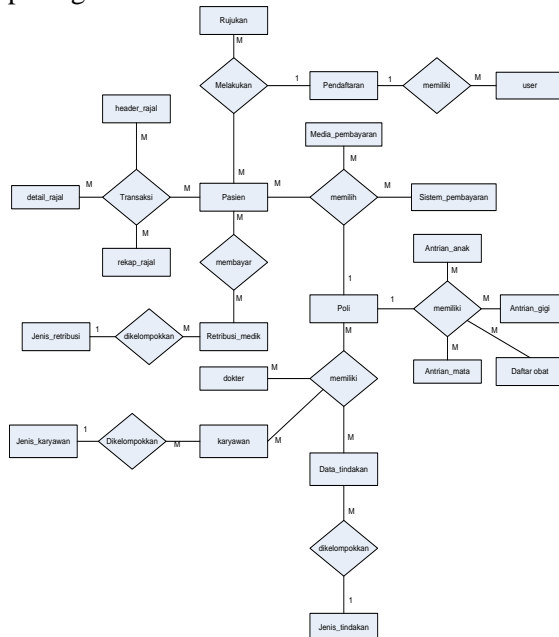 Rujukan
M
Melakukan
1
Pendaftaran
1
memiliki
M
user
M
header_rajal
M
Media_pembayaran
M
detail_rajal
M
Transaksi
M
Pasien
M
memilih
M
Sistem_pembayaran
M
rekap_rajal
M
membayar
M
1
Antrian_anak
M
Jenis_retribusi
1
dikelompokkan
M
Retribusi_medik
Poli
1
memiliki
M
Antrian_gigi
M
M
Antrian_mata
Daftar obat
M
dokter
M
memiliki
Jenis_karyawan
1
Dikelompokkan
M
karyawan
M
M
Data_tindakan
M
dikelompokkan
1
Jenis_tindakan